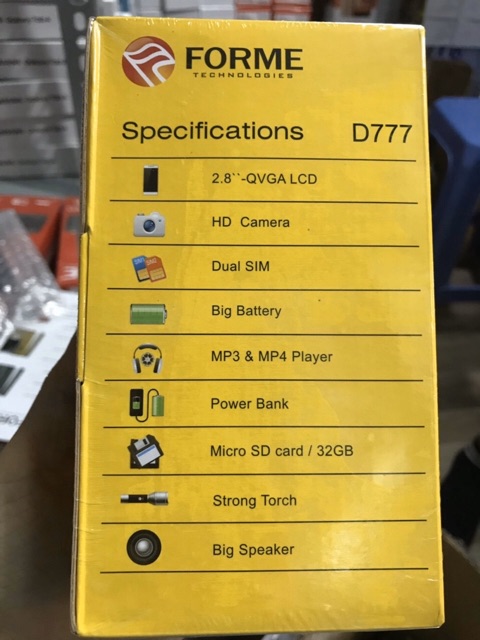 FORME
TECHNOLOGIES
Specifications D777
2.8``-QVGA LCD
HD Camera
Dual SIM
Big Battery
MP3 & MP4 Player
Power Bank
Micro SD card / 32GB
Strong Torch
Big Speaker